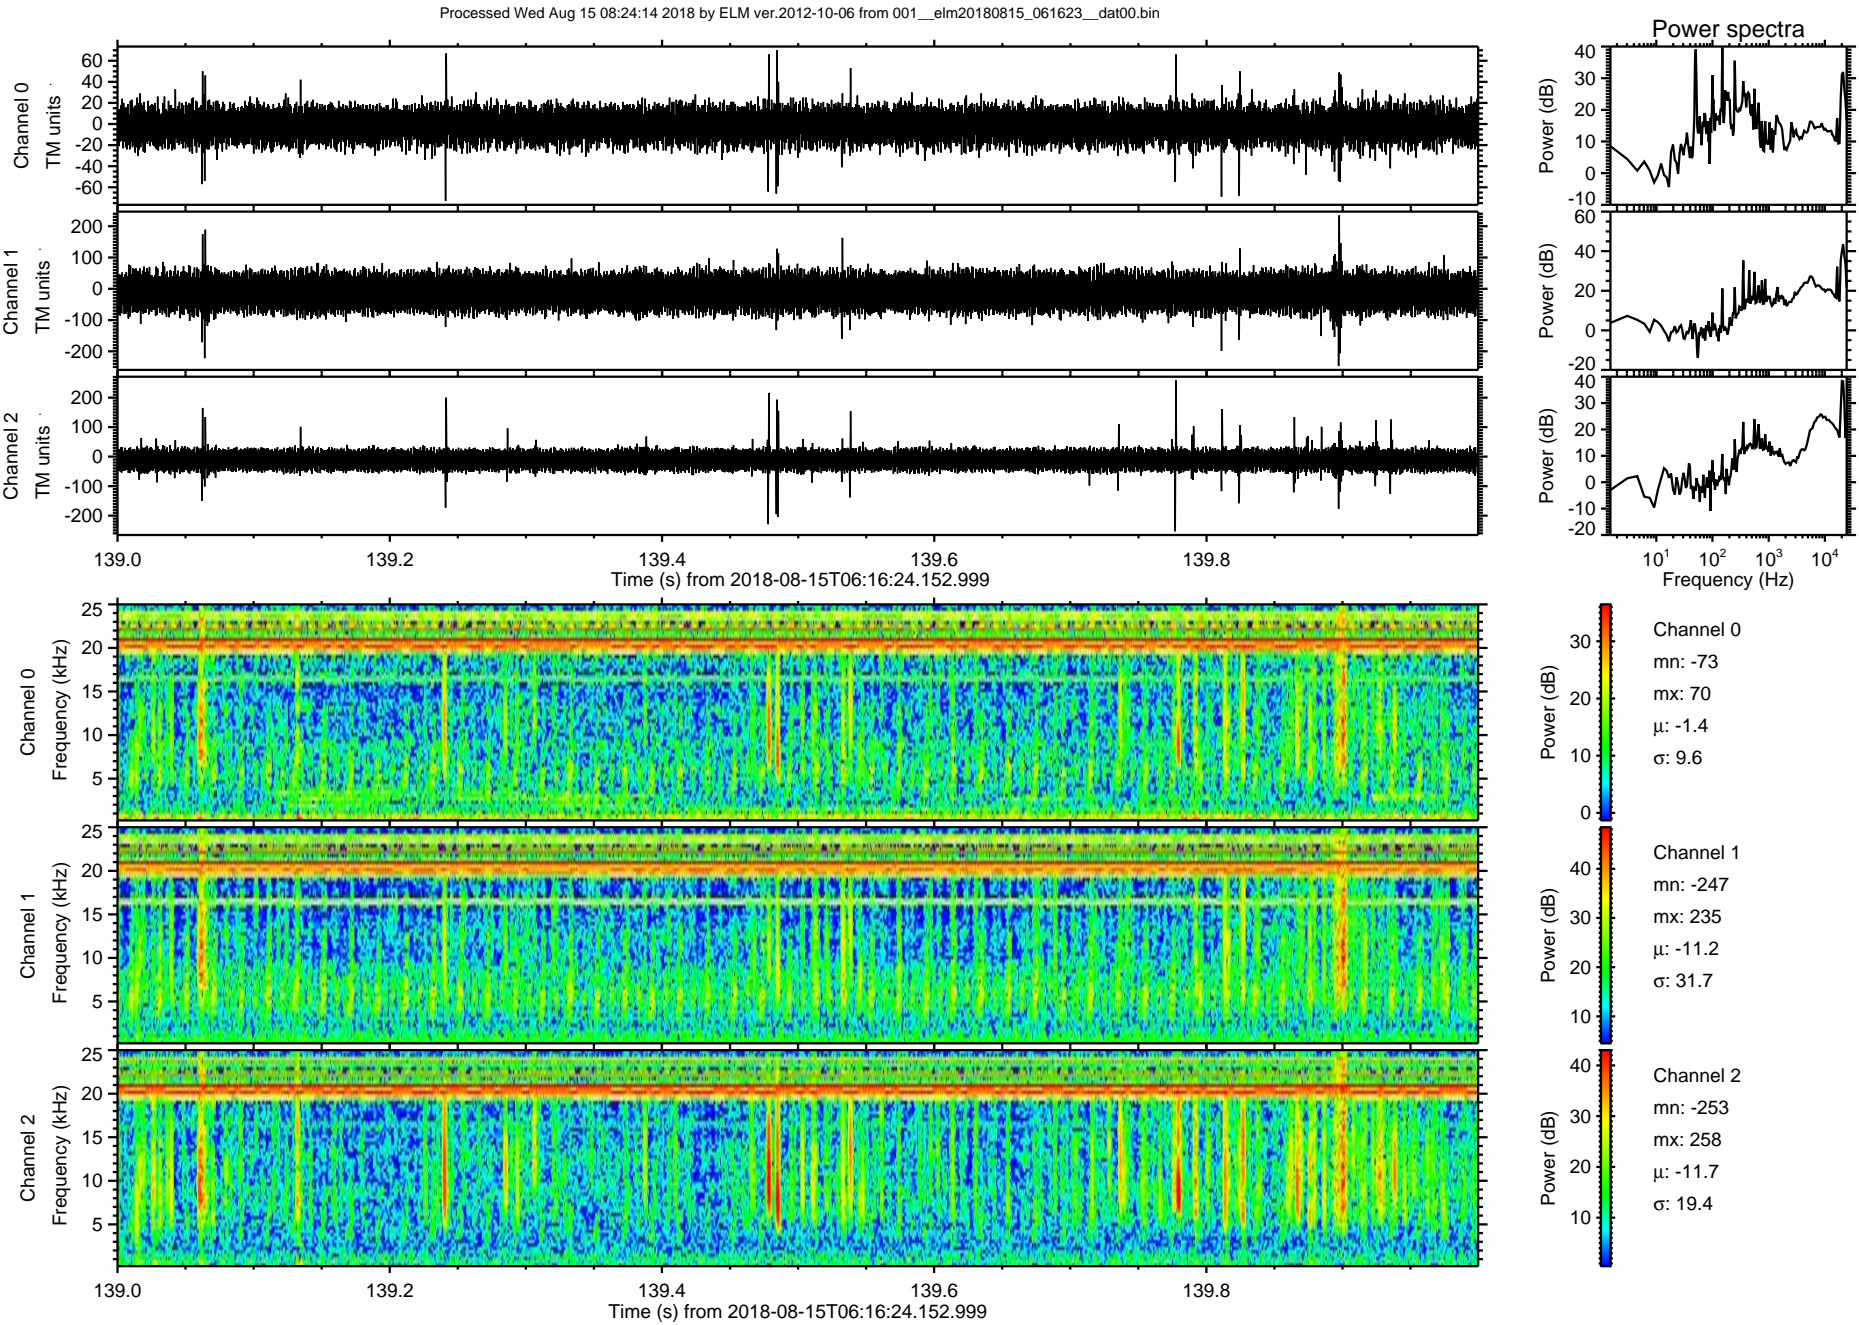 Processed Wed Aug 15 08:24:14 2018 by ELM ver.2012-10-06 from 001__elm20180815_061623__dat00.bin
Power spectra
Channel 0
TM units
60
40
20
0
-20
-40
-60
Power (dB)
40
30
20
10
0
-10
Channel 1
TM units
200
100
0
-100
-200
Power (dB)
60
40
20
0
-20
Channel 2
TM units
200
100
0
-100
-200
Power (dB)
40
30
20
10
0
-10
-20
139.0 139.2 139.4 139.6 139.8
Time (s) from 2018-08-15T06:16:24.152.999
10^1 10^2 10^3 10^4
Frequency (Hz)
Channel 0
Frequency (kHz)
25
20
15
10
5
Power (dB)
30
20
10
0
Channel 0
mn: -73
mx: 70
μ: -1.4
σ: 9.6
Channel 1
Frequency (kHz)
25
20
15
10
5
Power (dB)
40
30
20
10
Channel 1
mn: -247
mx: 235
μ: -11.2
σ: 31.7
Channel 2
Frequency (kHz)
25
20
15
10
5
Power (dB)
40
30
20
10
Channel 2
mn: -253
mx: 258
μ: -11.7
σ: 19.4
139.0 139.2 139.4 139.6 139.8
Time (s) from 2018-08-15T06:16:24.152.999